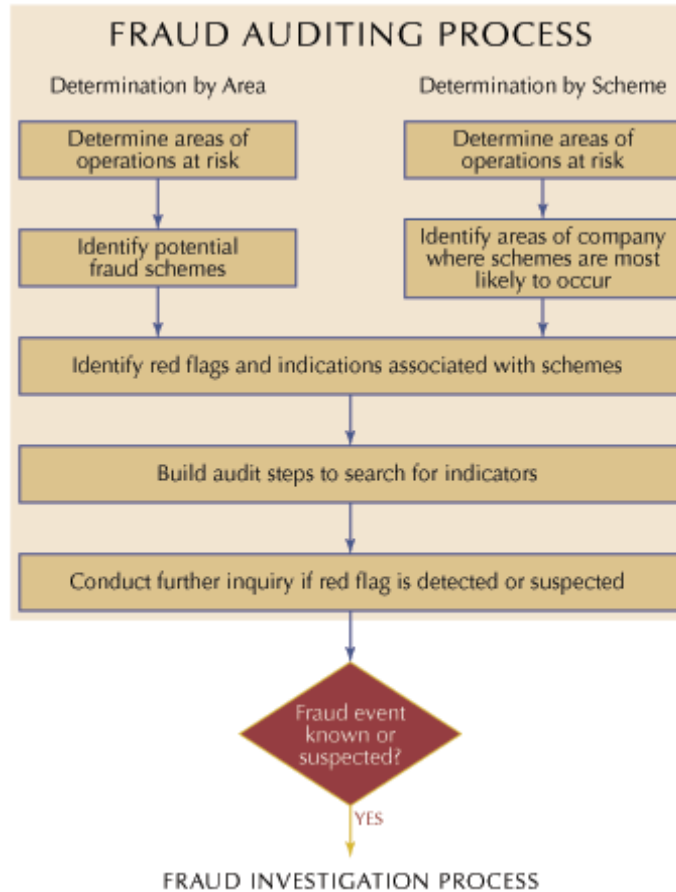 FRAUD AUDITING PROCESS
Determination by Area
Determination by Scheme
Determine areas of
operations at risk
Determine areas of
operations at risk
Identify potential
fraud schemes
Identify areas of company
where schemes are most
likely to occur
Identify red flags and indications associated with schemes
Build audit steps to search for indicators
Conduct further inquiry if red flag is detected or suspected
Fraud event
known or
suspected?
YES
FRAUD INVESTIGATION PROCESS